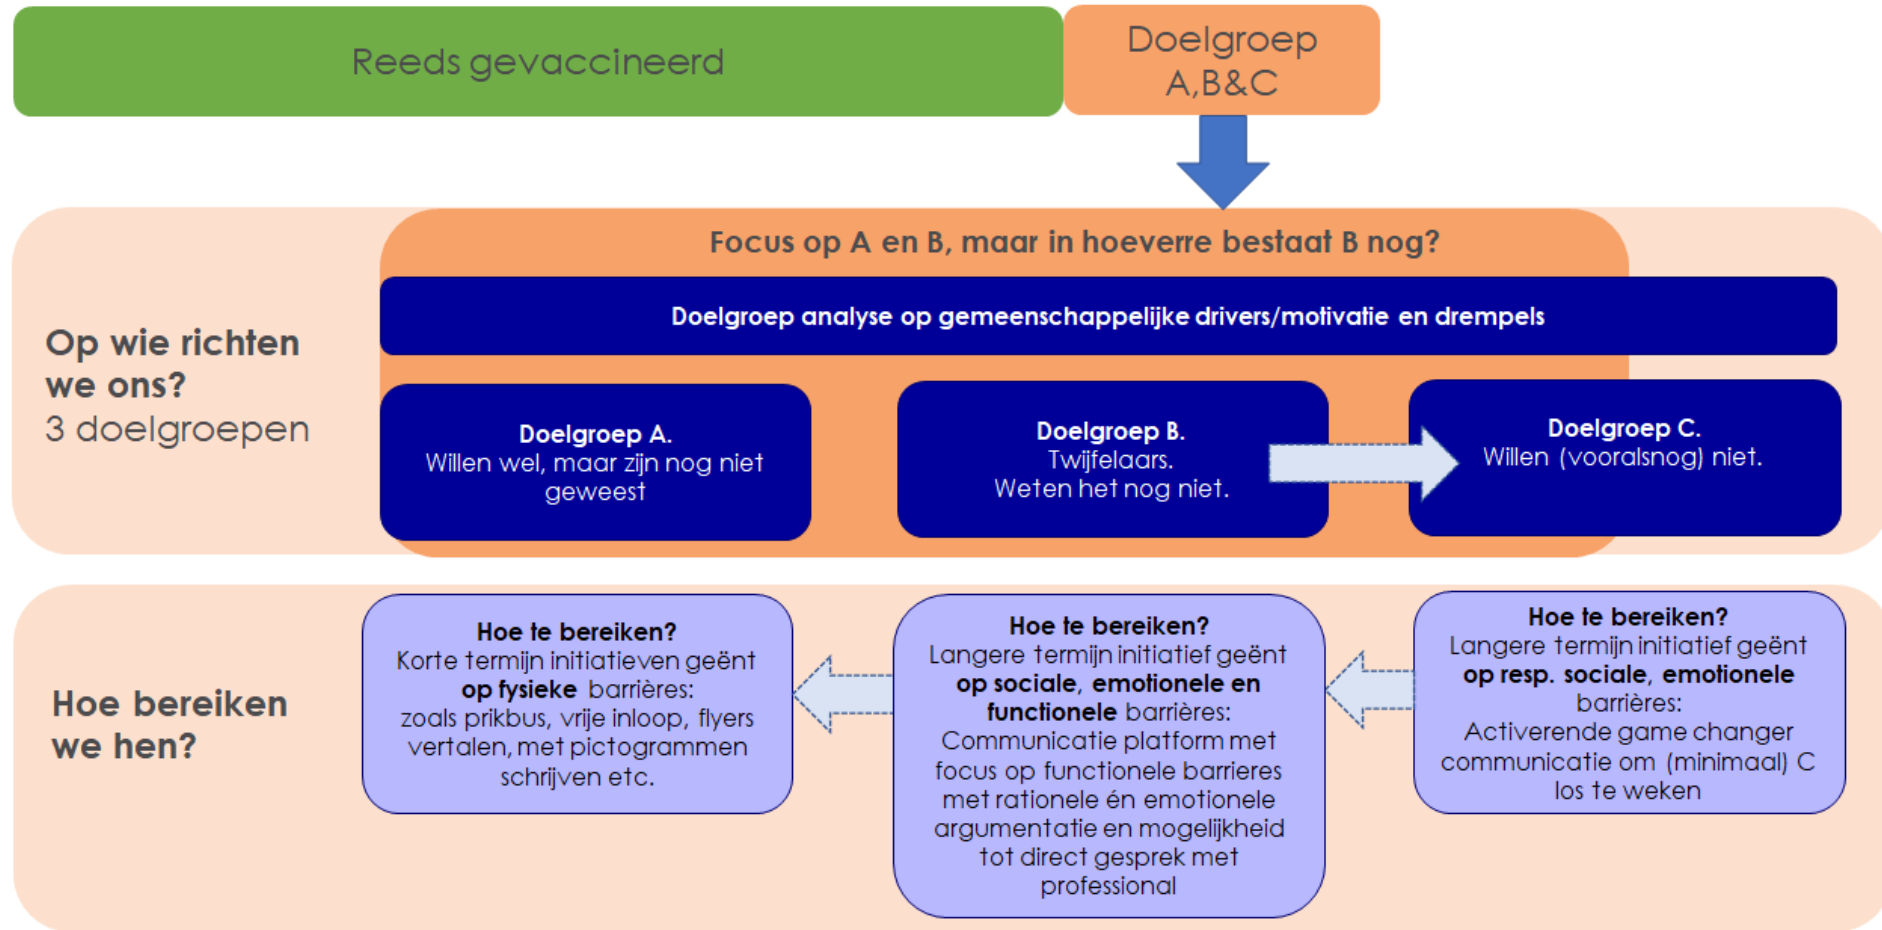 Reeds gevaccineerd
Doelgroep
A,B&C
Focus op A en B, maar in hoeverre bestaat B nog?
Doelgroep analyse op gemeenschappelijke drivers/motivatie en drempels
Op wie richten
we ons?
3 doelgroepen
Doelgroep A.
Willen wel, maar zijn nog niet
geweest
Doelgroep B.
Twijfelaars.
Weten het nog niet.
Doelgroep C.
Willen (vooralsnog) niet.
Hoe bereiken
we hen?
Hoe te bereiken?
Korte termijn initiatieven geënt
op fysieke barrières:
zoals prikbus, vrije inloop, flyers
vertalen, met pictogrammen
schrijven etc.
Hoe te bereiken?
Langere termijn initiatief geënt
op sociale, emotionele en
functionele barrières:
Communicatie platform met
focus op functionele barrieres
met rationele én emotionele
argumentatie en mogelijkheid
tot direct gesprek met
professional
Hoe te bereiken?
Langere termijn initiatief geënt
op resp. sociale, emotionele
barrières:
Activerende game changer
communicatie om (minimaal) C
los te weken